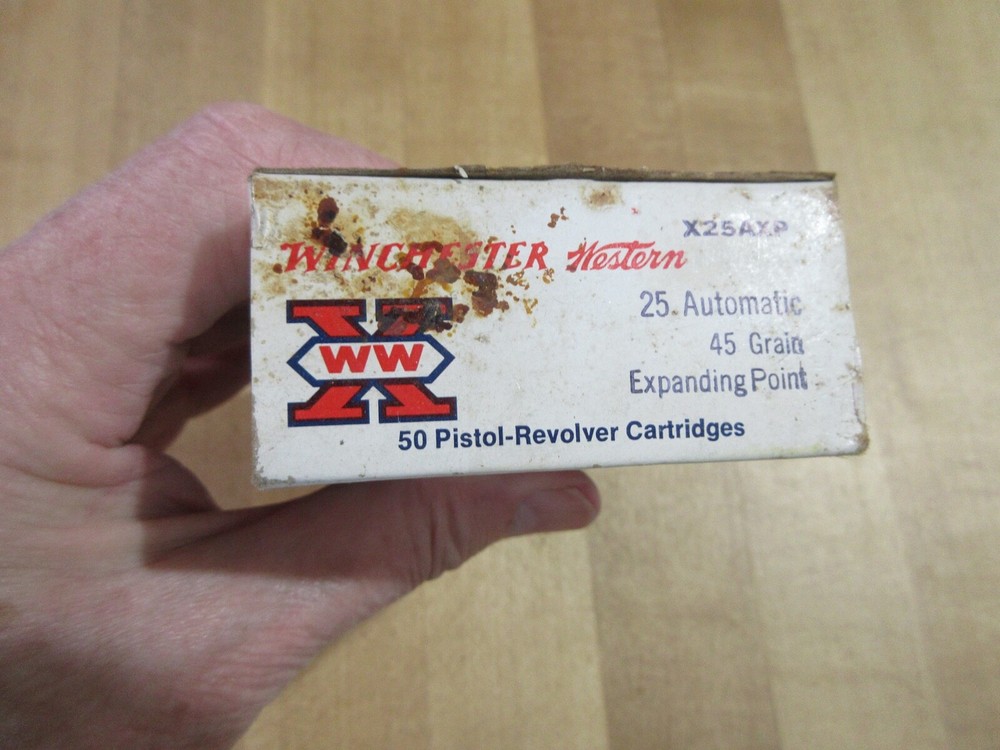 X25AXP
WINCHESTER Western
25 Automatic
45 Grain
WW
Expanding Point
50 Pistol-Revolver Cartridges